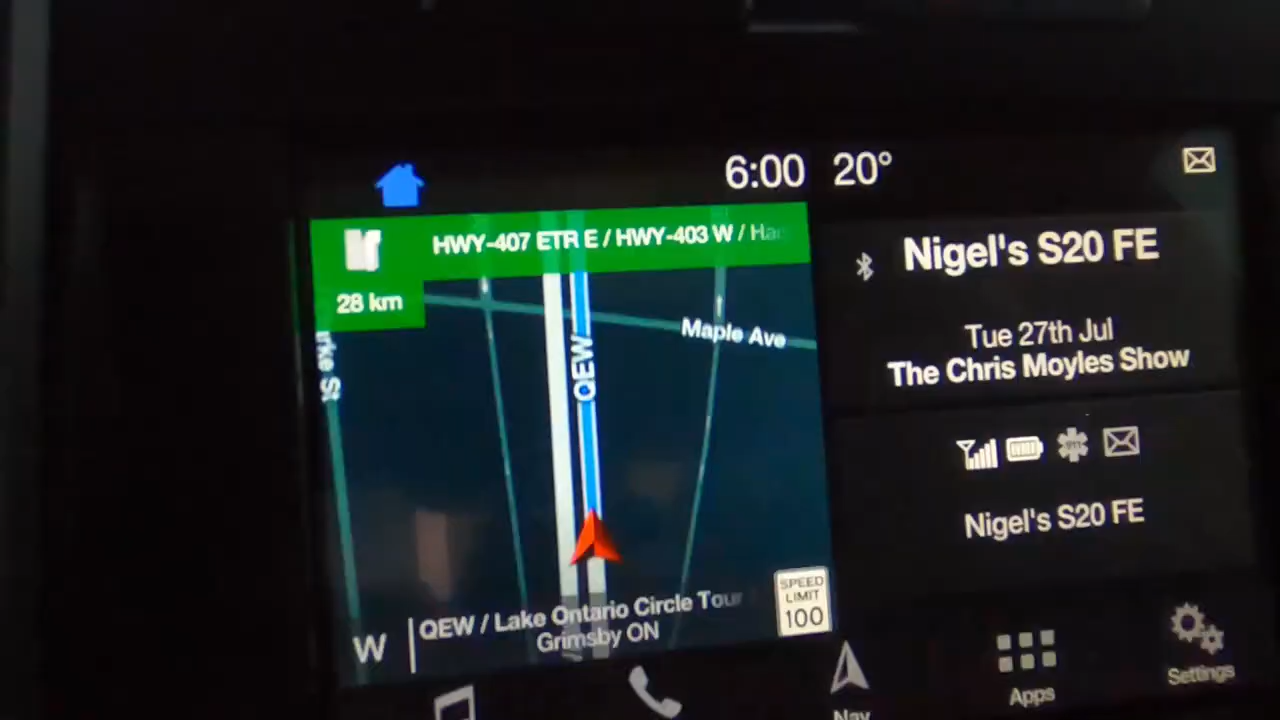 6:00 20°
HWY-407 ETR E / HWY-403 W /
28 km
Maple Ave
QEW
QEW / Lake Ontario Circle Tour
Grimsby ON
W
SPEED
LIMIT
100
Nigel's S20 FE
Tue 27th Jul
The Chris Moyles Show
911
Nigel's S20 FE
Nav
Apps
Settings